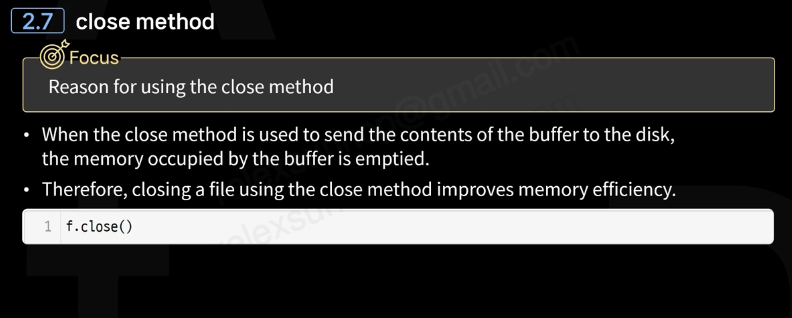 2.7 close method
Focus
Reason for using the close method
• When the close method is used to send the contents of the buffer to the disk,
the memory occupied by the buffer is emptied.
• Therefore, closing a file using the close method improves memory efficiency.
1 f.close()